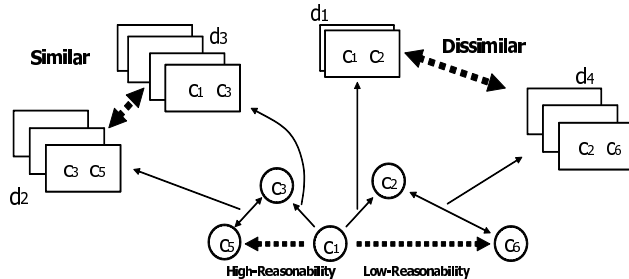 d1
d3
Similar
Dissimilar
C1 C2
d4
C1 C3
C2 C6
C3 C5
d2
C3
C2
C5
C1
C6
High-Reasonability
Low-Reasonability